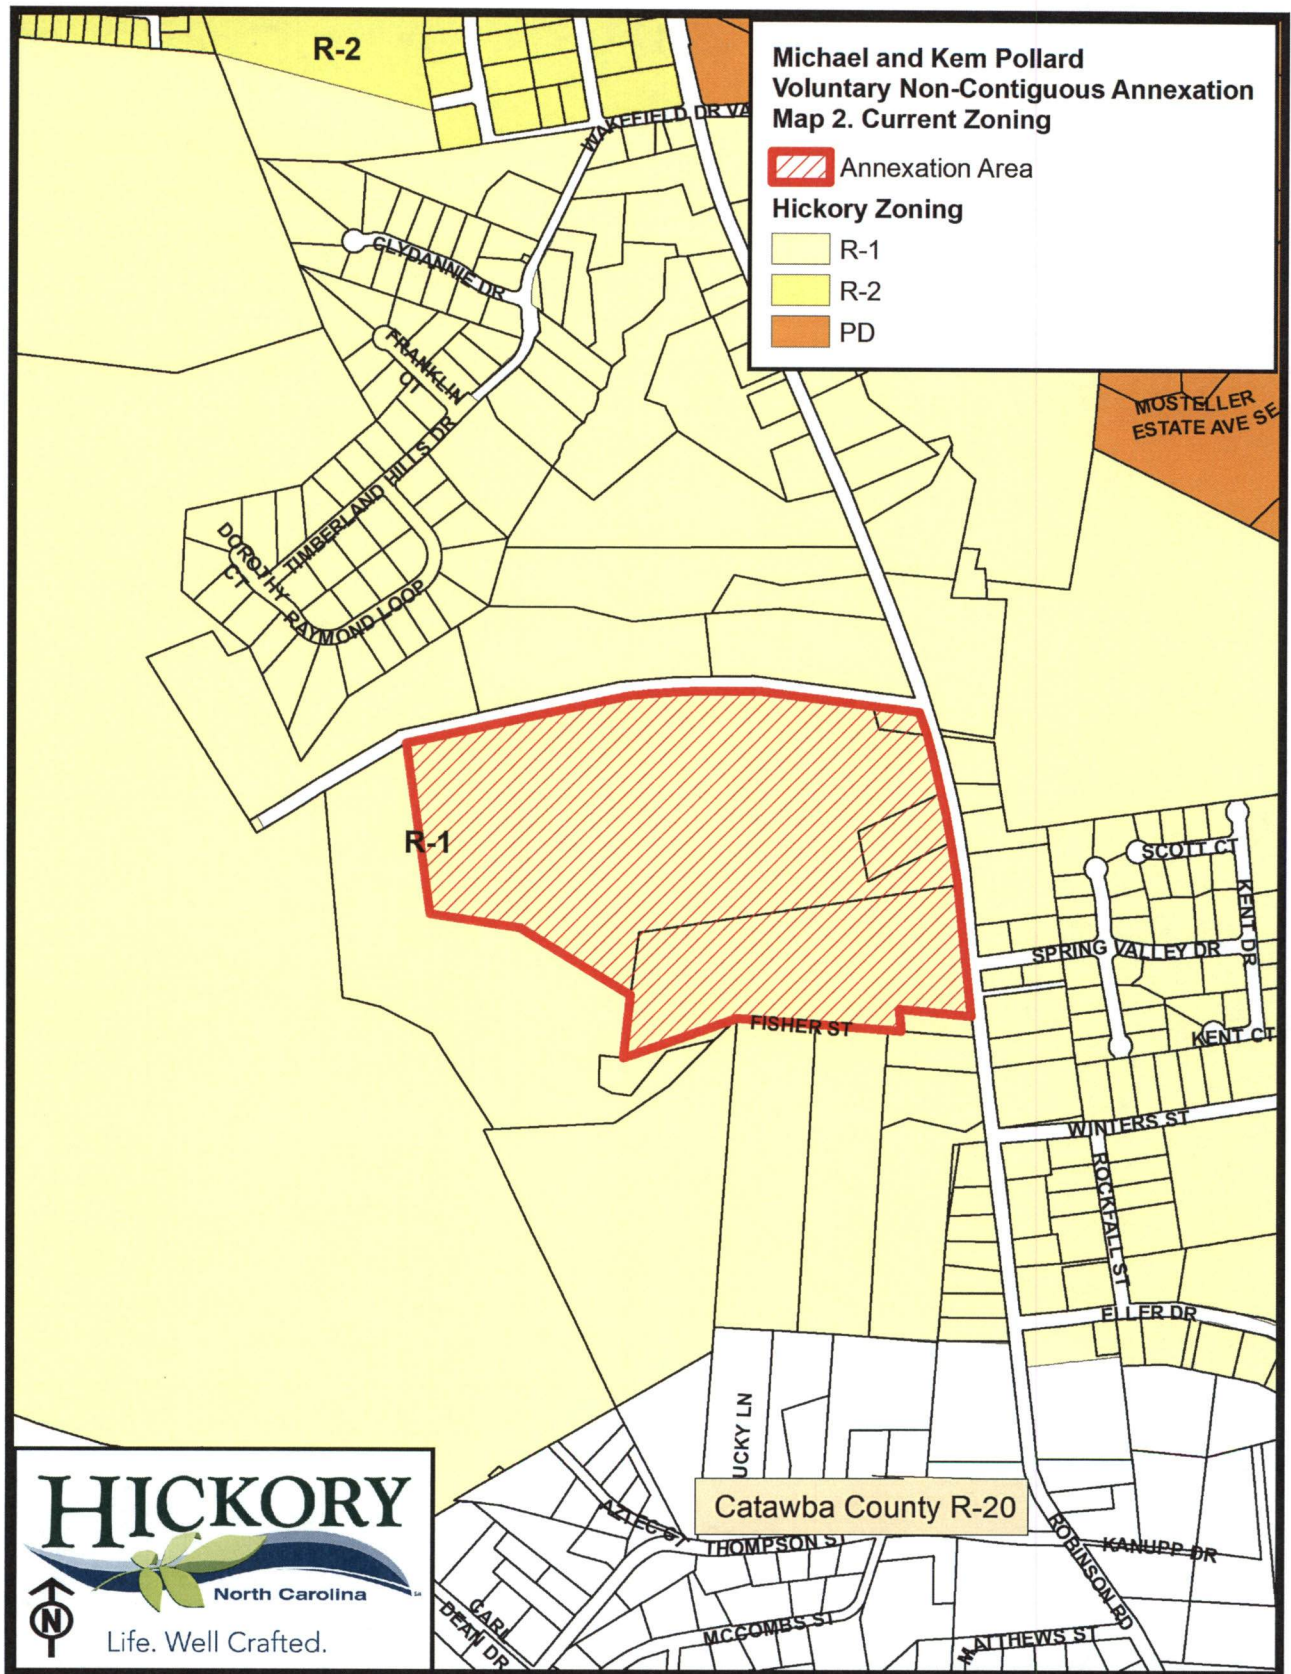 R-2
Michael and Kem Pollard
Voluntary Non-Contiguous Annexation
Map 2. Current Zoning
Annexation Area
Hickory Zoning
R-1
R-2
PD
WAKEFIELD DR VA
CLYDANNIE DR
FRANKLIN
CT
MOSTELLER
ESTATE AVE SE
TIMBERLAND HILLS DR
DOROTHY
CT
RAYMOND LOOP
R-1
SCOTT CT
KENT DR
SPRING VALLEY DR
FISHER ST
KENT CT
WINTERS ST
ROCKFALL ST
ELLER DR
UCKY LN
Catawba County R-20
AZTEC ST
THOMPSON ST
ROBINSON RD
KANUPP DR
CARL
DEAN DR
MCCOMBS ST
MATTHEWS ST
HICKORY
North Carolina
N
Life. Well Crafted.